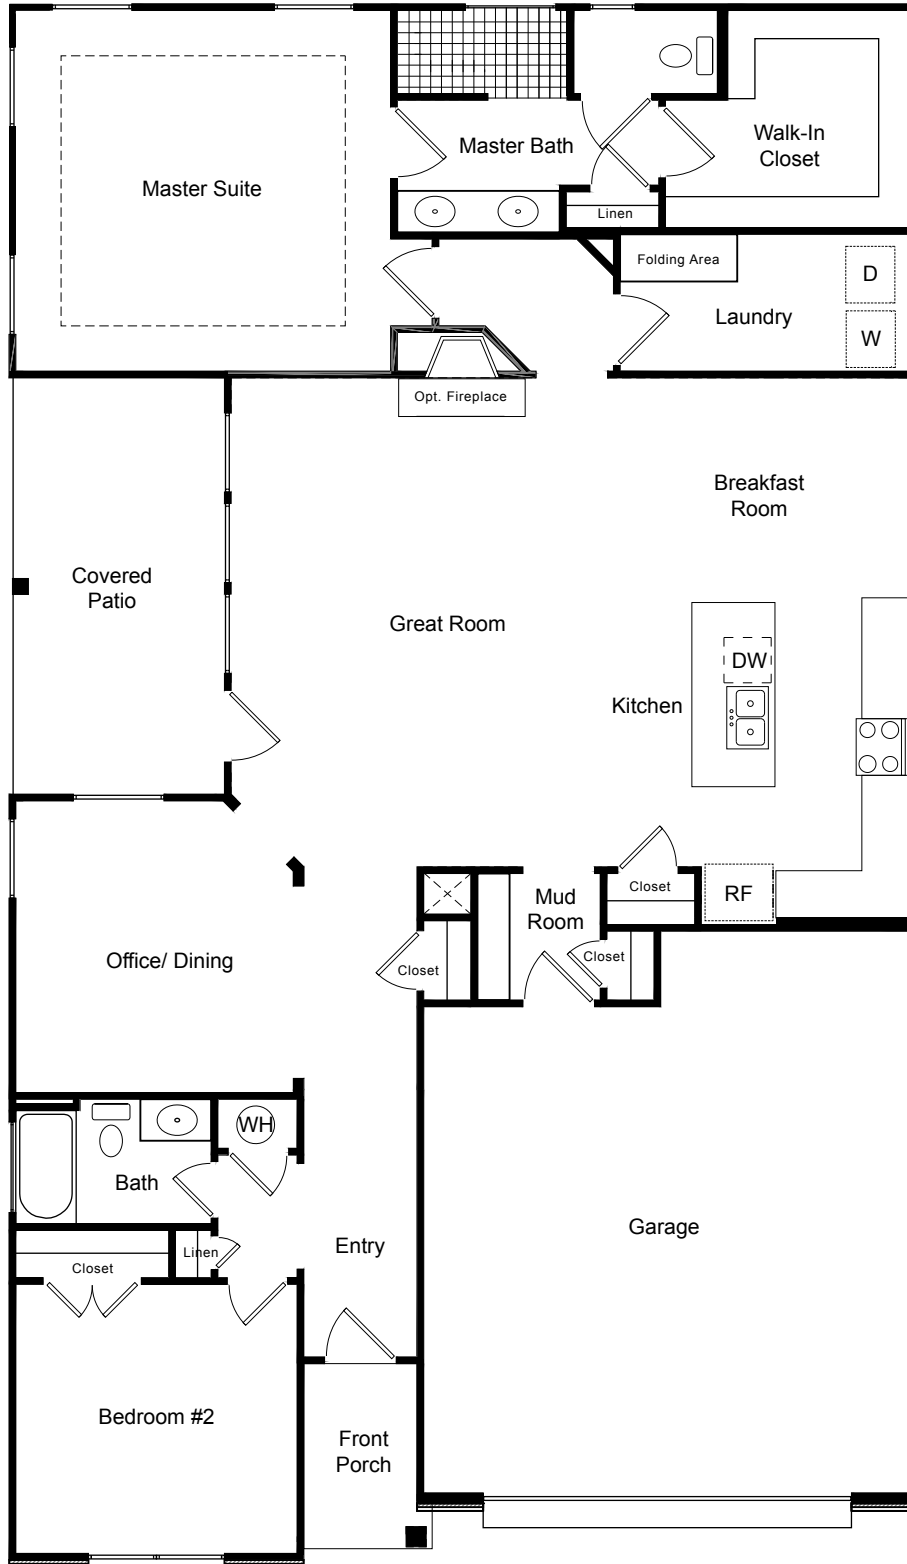 Master Suite
Master Bath
Walk-In
Closet
Linen
Folding Area
D
Laundry
W
Opt. Fireplace
Breakfast
Room
Covered
Patio
Great Room
DW
Kitchen
Closet
RF
Mud
Room
Office/ Dining
Closet
Closet
WH
Bath
Garage
Entry
Linen
Closet
Bedroom #2
Front
Porch